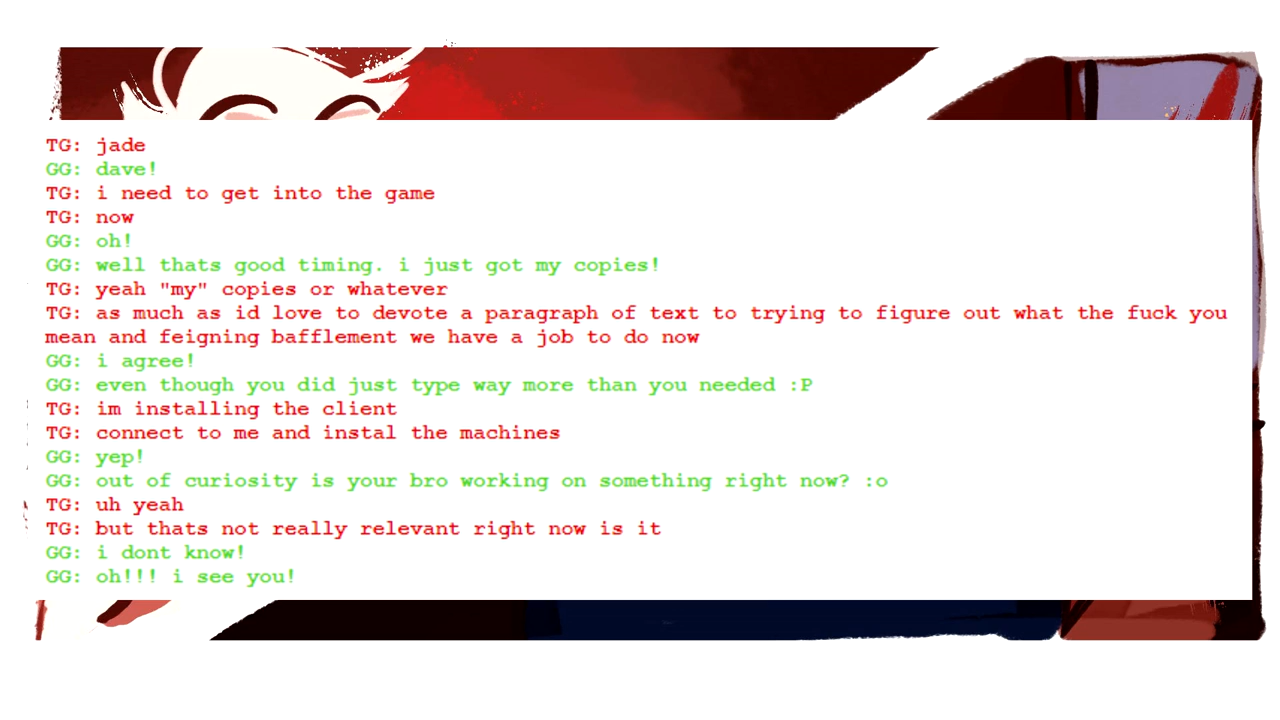 TG: jade
GG: dave!
TG: i need to get into the game
TG: now
GG: oh!
GG: well thats good timing. i just got my copies!
TG: yeah "my" copies or whatever
TG: as much as id love to devote a paragraph of text to trying to figure out what the fuck you
mean and feigning bafflement we have a job to do now
GG: i agree!
GG: even though you did just type way more than you needed :P
TG: im installing the client
TG: connect to me and instal the machines
GG: yep!
GG: out of curiosity is your bro working on something right now? :o
TG: uh yeah
TG: but thats not really relevant right now is it
GG: i dont know!
GG: oh!!! i see you!